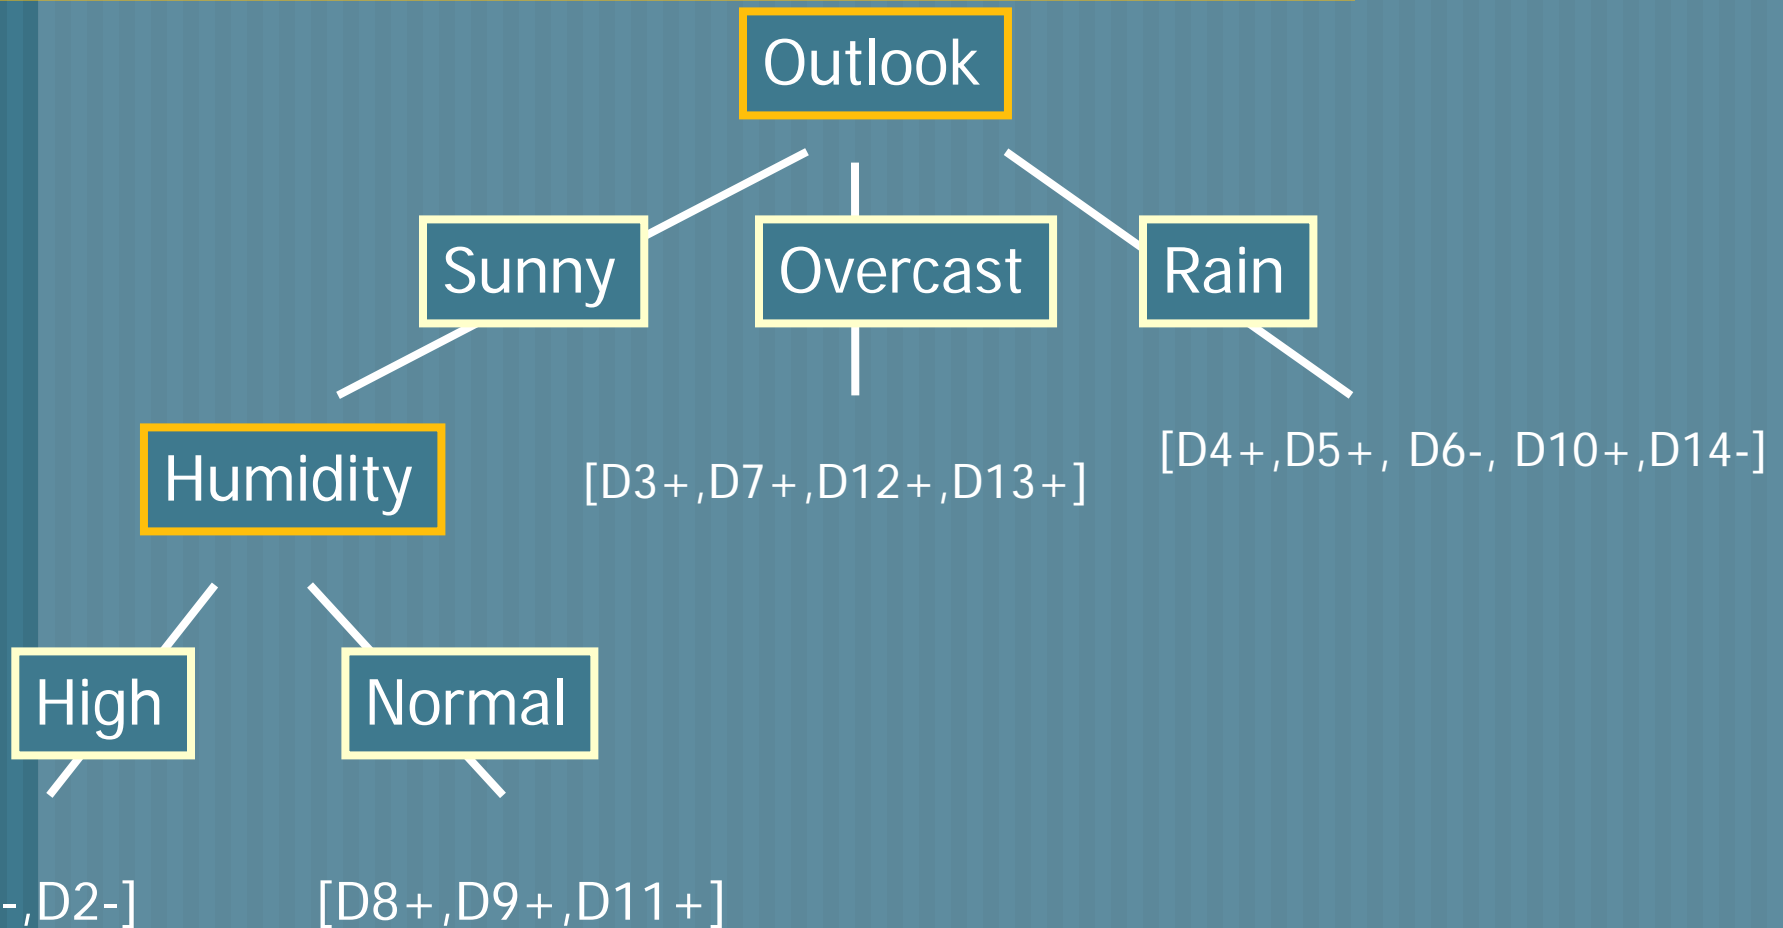 Outlook
Sunny
Overcast
Rain
Humidity
[D3+,D7+,D12+,D13+]
[D4+,D5+, D6-, D10+,D14-]
High
Normal
-,D2-]
[D8+,D9+,D11+]